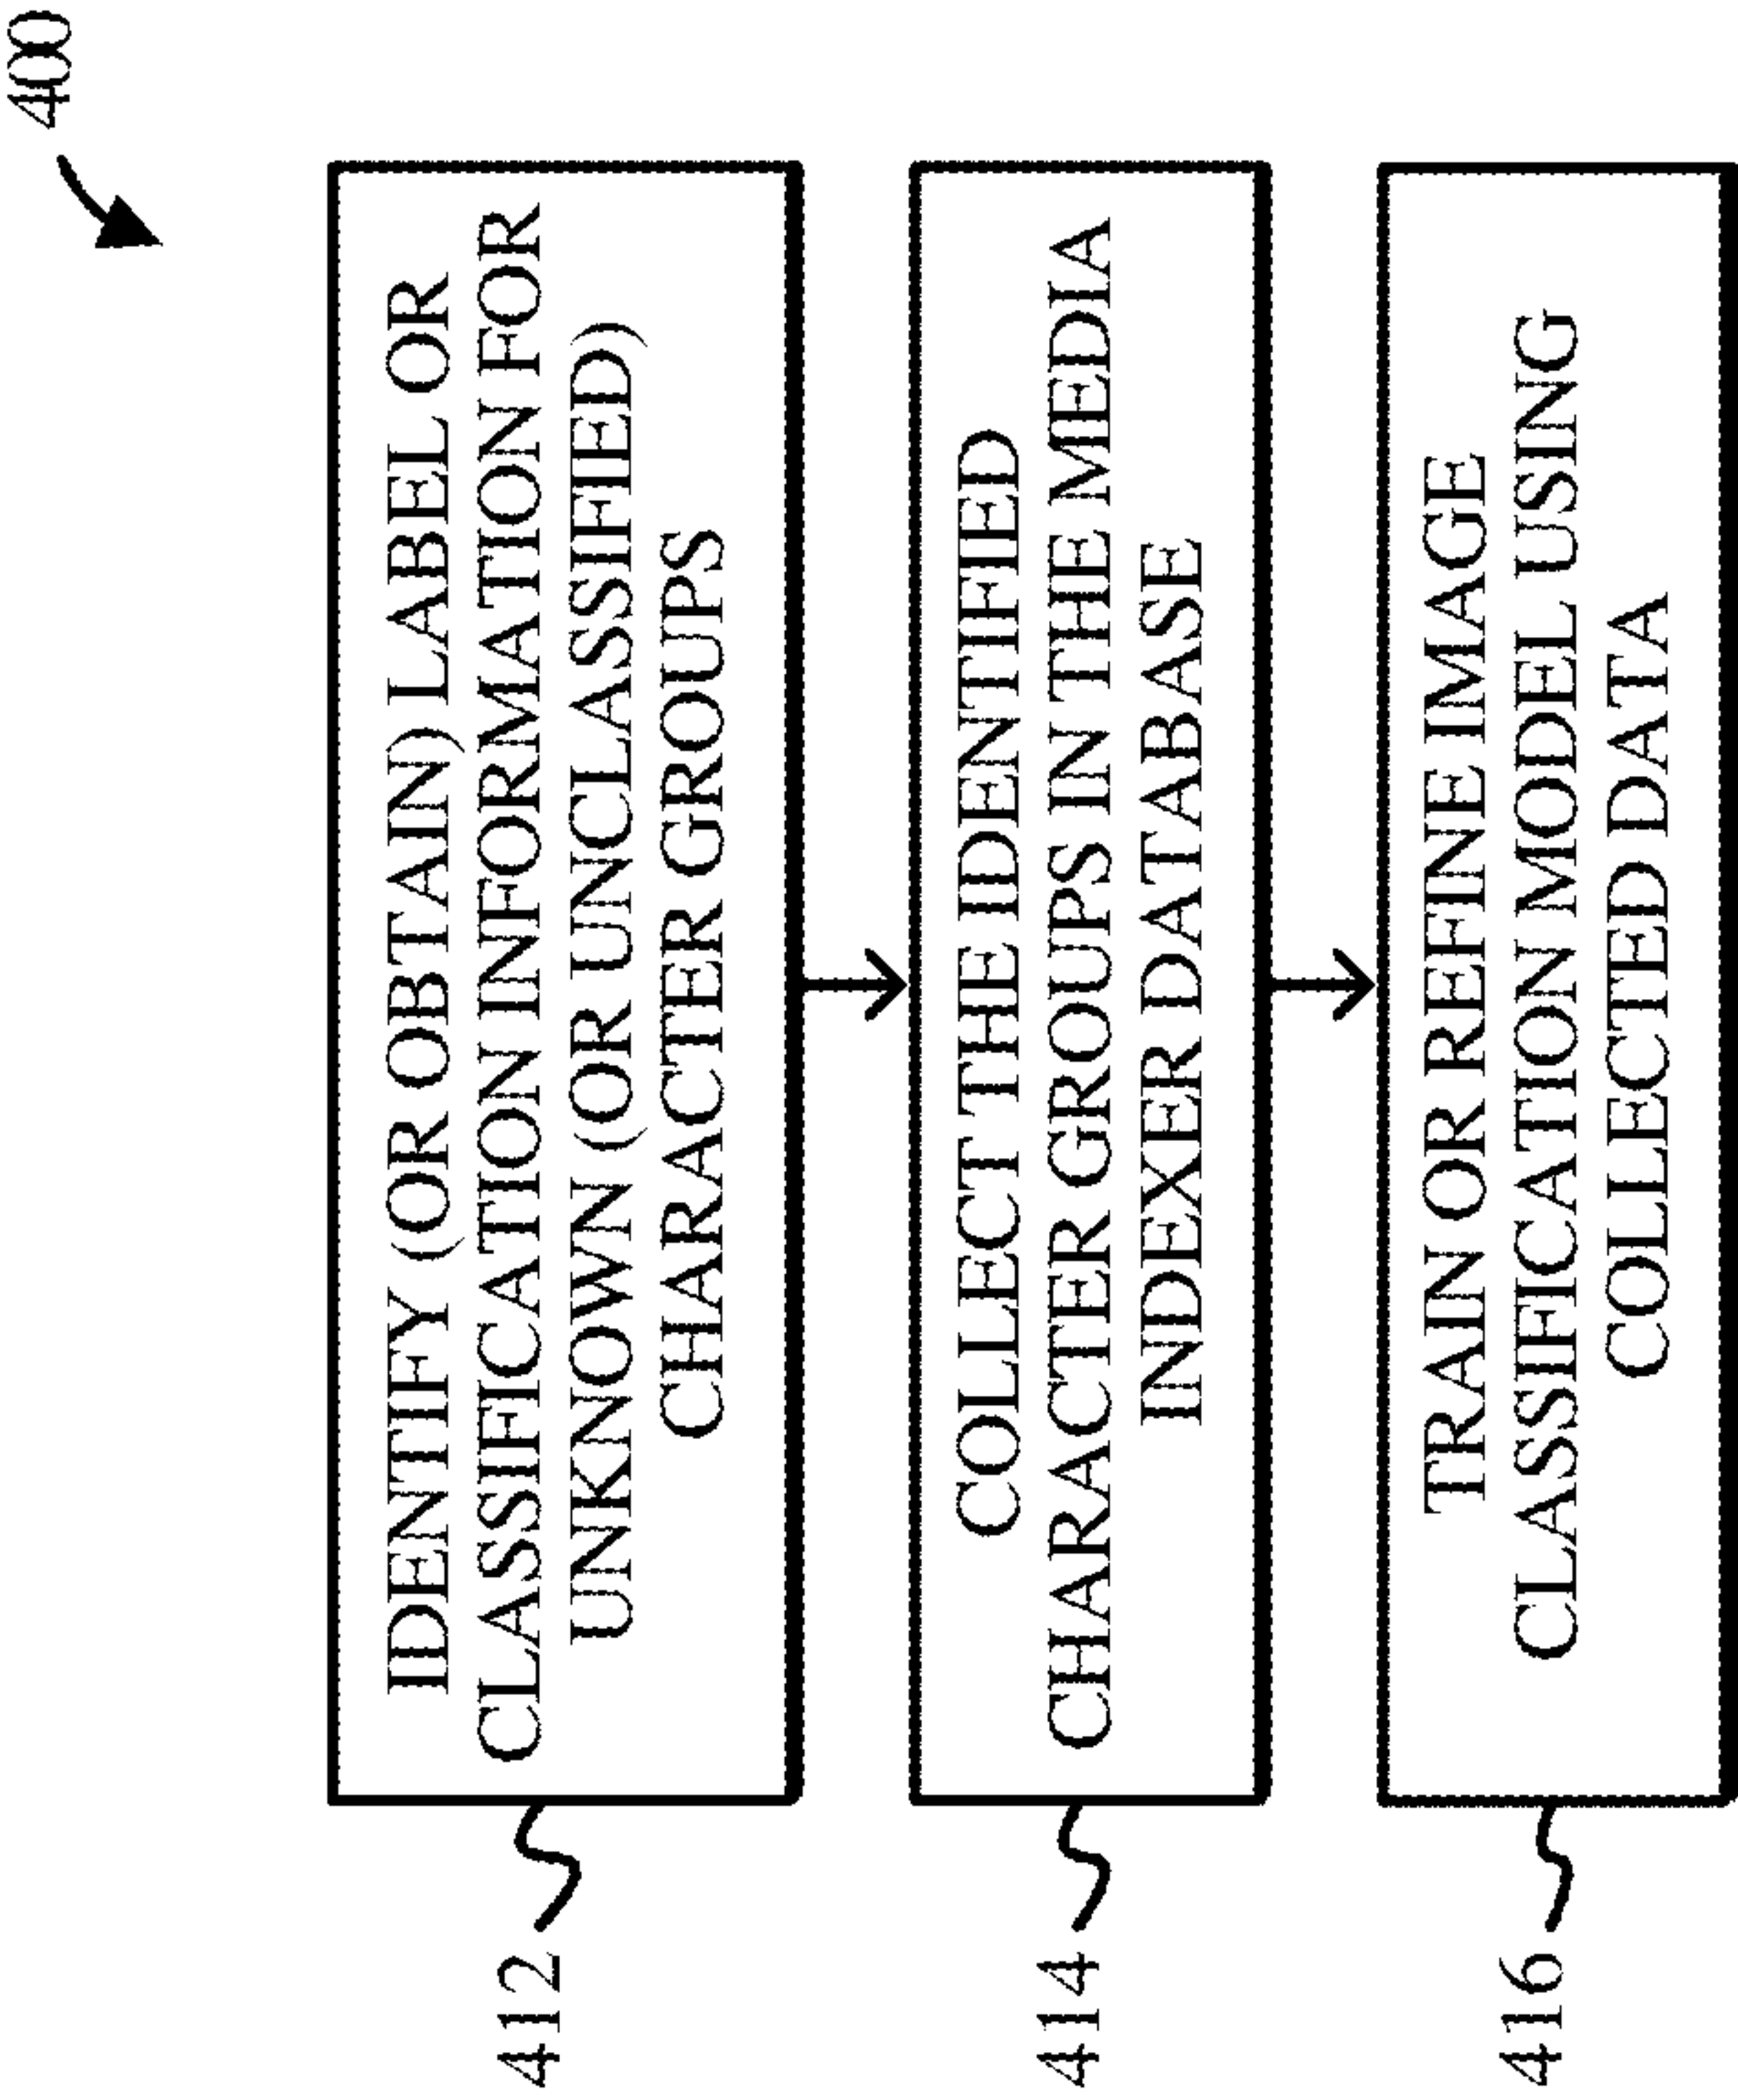 400
412
IDENTIFY (OR OBTAIN) LABEL OR
CLASSIFICATION INFORMATION FOR
UNKNOWN (OR UNCLASSIFIED)
CHARACTER GROUPS
414
COLLECT THE IDENTIFIED
CHARACTER GROUPS IN THE MEDIA
INDEXER DATABASE
416
TRAIN OR REFINE IMAGE
CLASSIFICATION MODEL USING
COLLECTED DATA